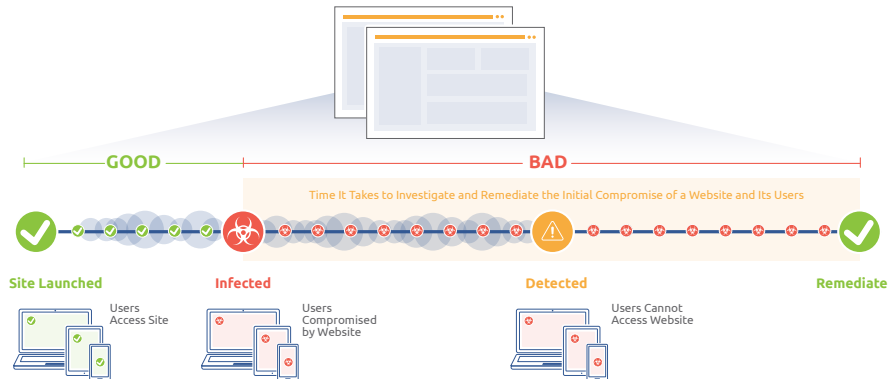 GOOD
BAD
Time It Takes to Investigate and Remediate the Initial Compromise of a Website and Its Users
Site Launched
Infected
Detected
Remediate
Users
Access Site
Users
Compromised
by Website
Users Cannot
Access Website